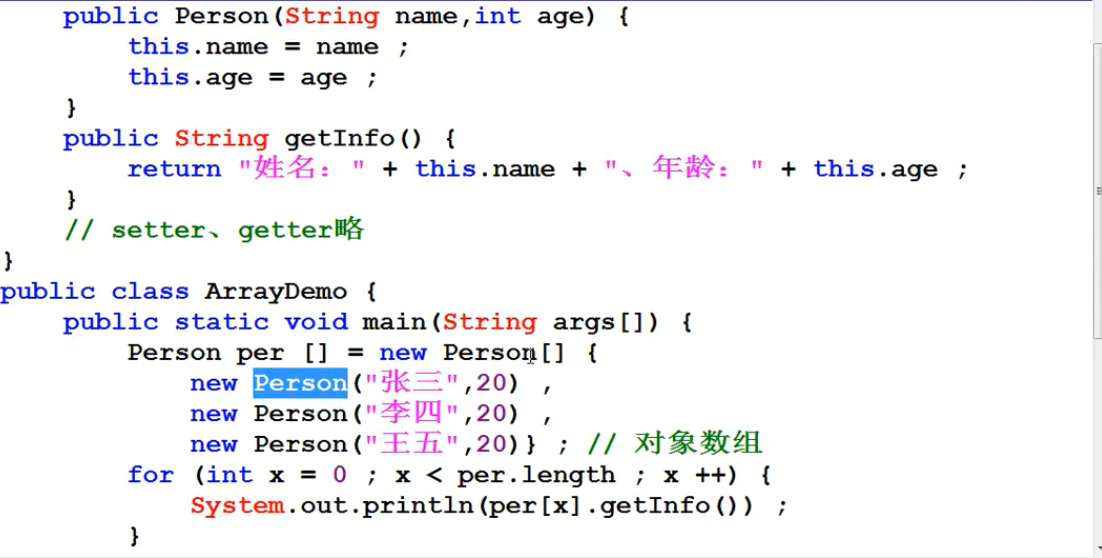 public Person(String name,int age) {
this.name = name ;
this.age = age ;
}
public String getInfo() {
return "姓名：" + this.name + "、年龄：" + this.age ;
}
// setter、getter略
}
public class ArrayDemo {
public static void main(String args[]) {
Person per [] = new Person[] {
new Person("张三",20) ,
new Person("李四",20) ,
new Person("王五",20)} ; // 对象数组
for (int x = 0 ; x < per.length ; x ++) {
System.out.println(per[x].getInfo()) ;
}